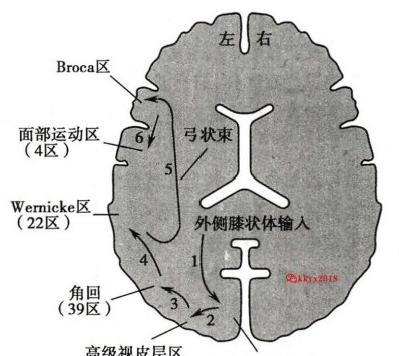 左 右
Broca区
面部运动区
(4区)
6
弓状束
5
Wernicke区
(22区)
外侧膝状体输入
4
1
kkyx2018
角回
(39区)
3
2
高级视皮层区